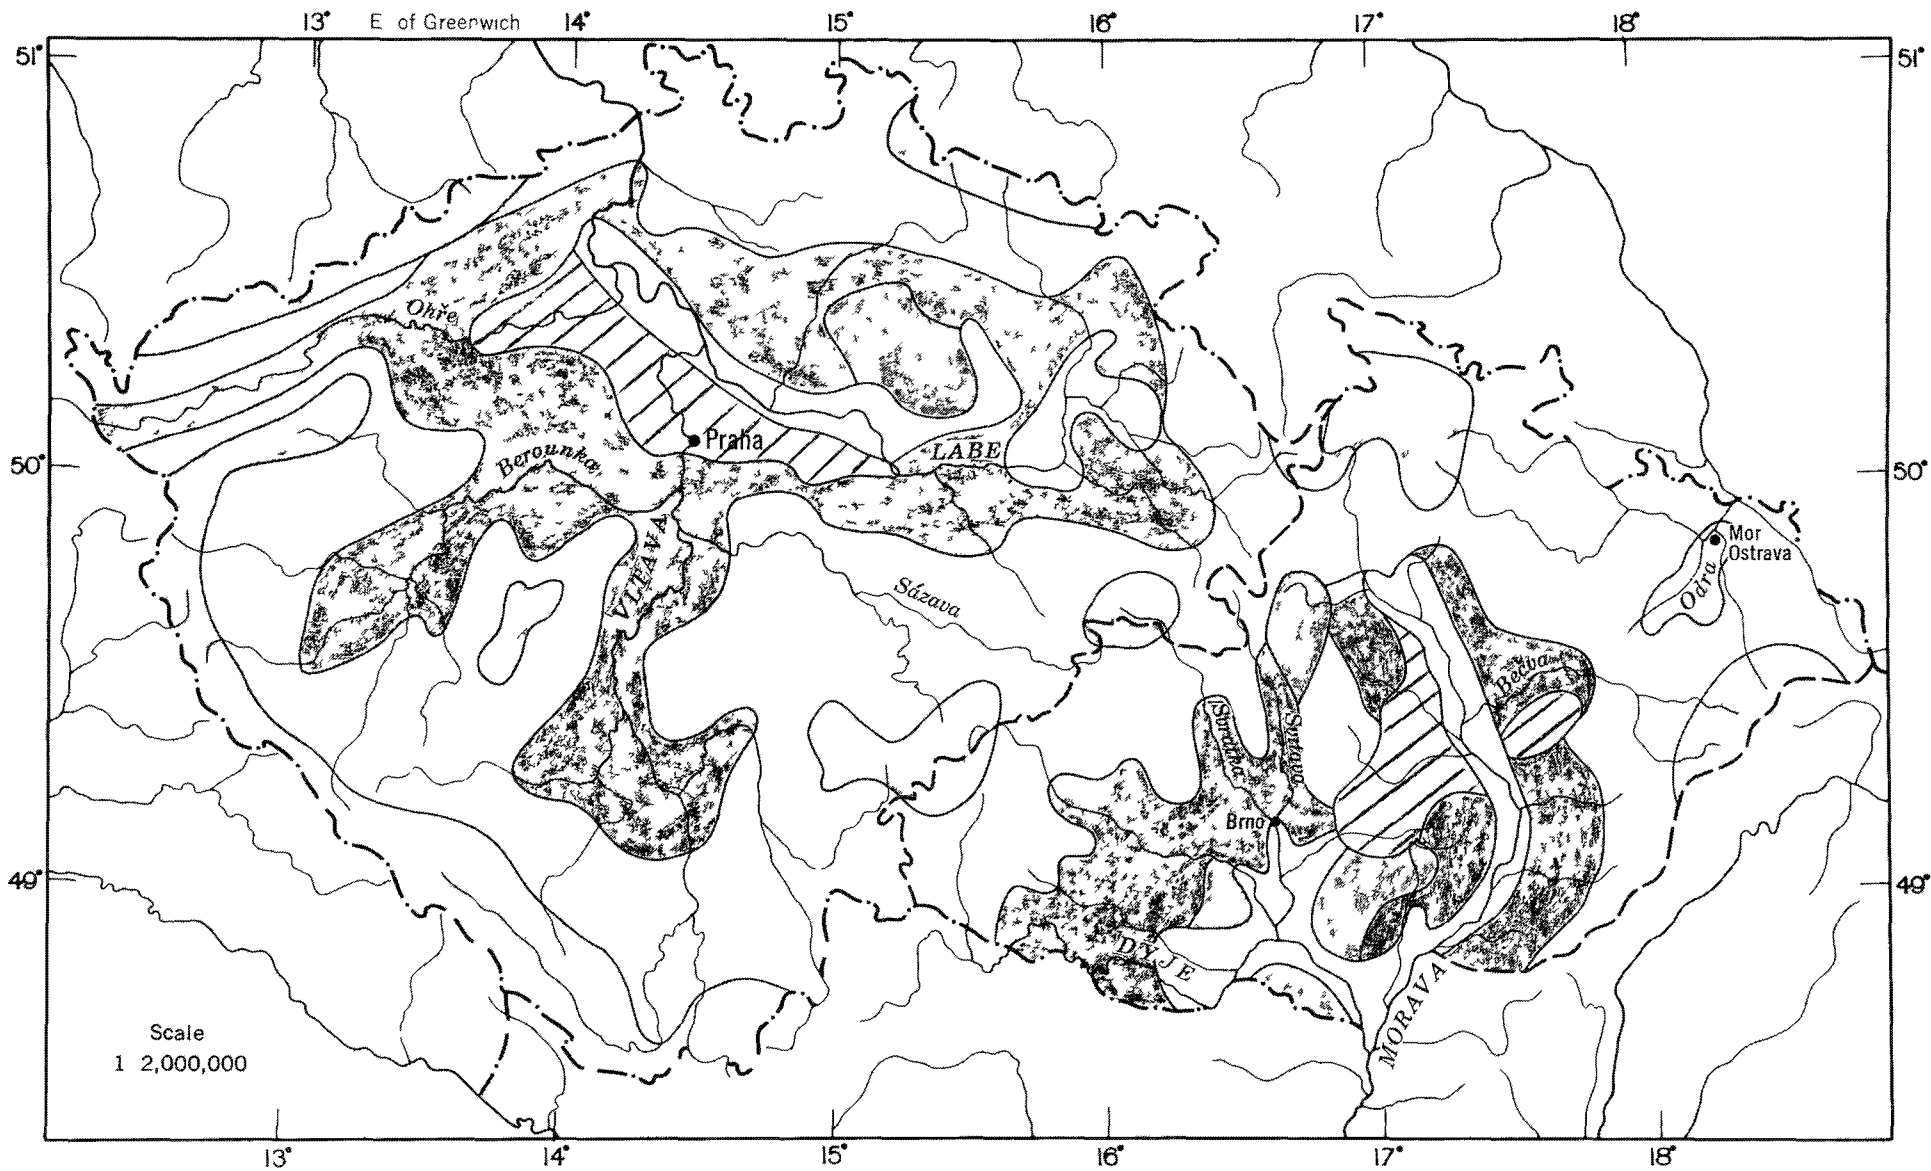 13° E of Greenwich 14° 15° 16° 17° 18°
51° 51°
Ohře
Praha
Berounka
LABE
50° 50°
VLTAVA
Sázava
Mor
Ostrava
Odra
Bečva
Svratka
Svitava
Brno
49° 49°
DYJE
MORAVA
Scale
1 2,000,000
13° 14° 15° 16° 17° 18°